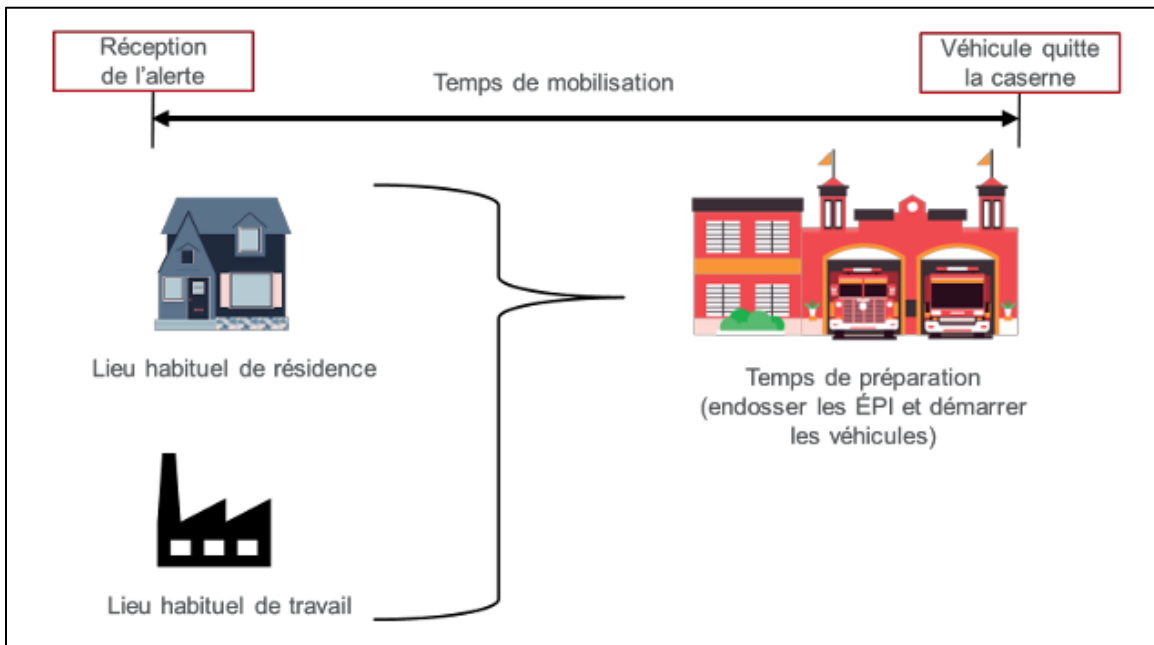 Réception
de l'alerte
Temps de mobilisation
Véhicule quitte
la caserne
Lieu habituel de résidence
Temps de préparation
(endosser les ÉPI et démarrer
les véhicules)
Lieu habituel de travail